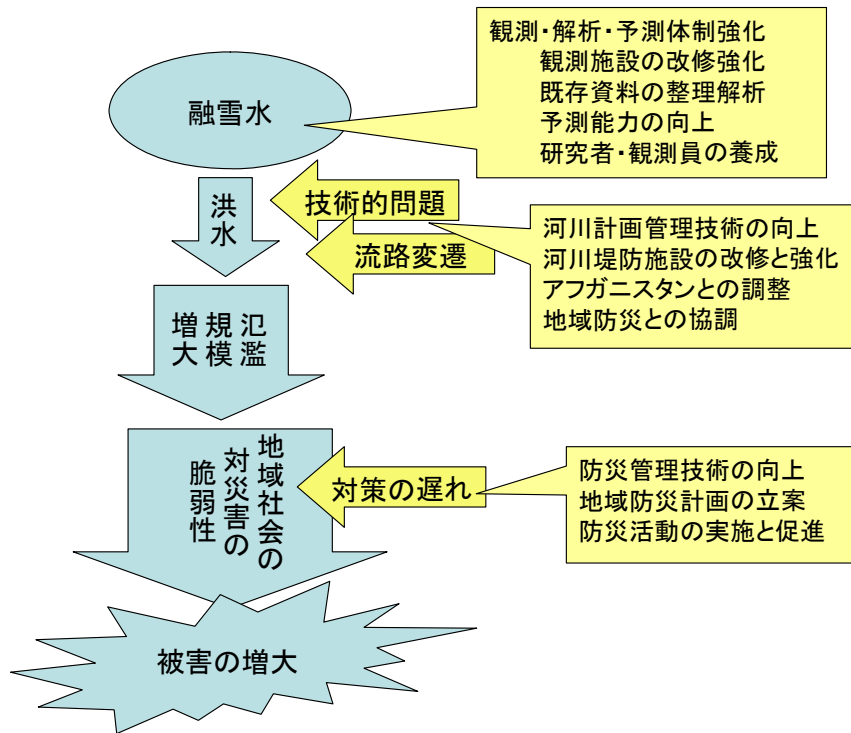 観測・解析・予測体制強化
観測施設の改修強化
既存資料の整理解析
予測能力の向上
研究者・観測員の養成
融雪水
洪水
技術的問題
流路変遷
河川計画管理技術の向上
河川堤防施設の改修と強化
アフガニスタンとの調整
地域防災との協調
氾濫
規模
増大
地域社会の
対災害の
脆弱性
対策の遅れ
防災管理技術の向上
地域防災計画の立案
防災活動の実施と促進
被害の増大